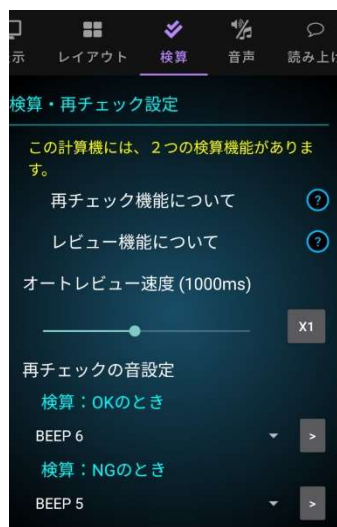 示 レイアウト 検算 音声 読み上げ
検算・再チェック設定
この計算機には、２つの検算機能がありま
す。
再チェック機能について ?
レビュー機能について ?
オートレビュー速度 (1000ms)
X1
再チェックの音設定
検算：OKのとき
BEEP 6 >
検算：NGのとき
BEEP 5 >